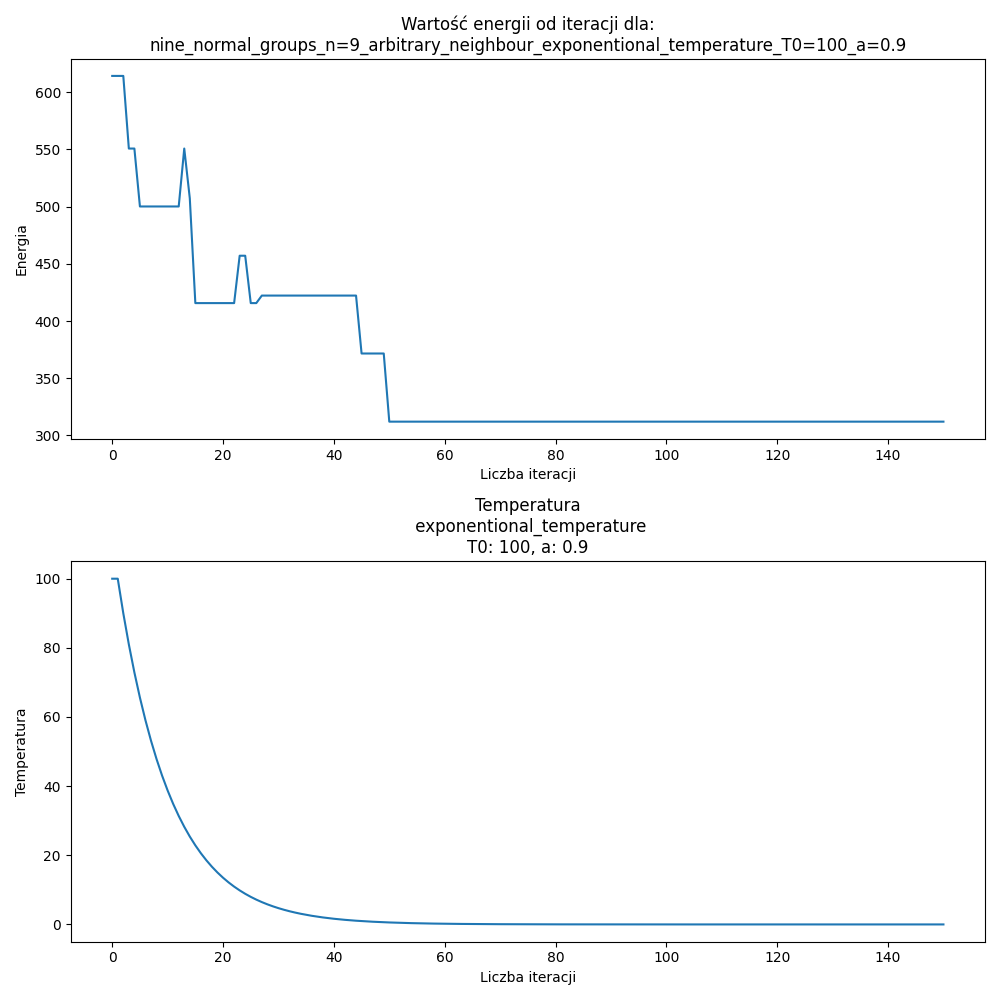 Wartość energii od iteracji dla:
nine_normal_groups_n=9_arbitrary_neighbour_exponentional_temperature_T0=100_a=0.9
600
550
500
450
400
350
300
Energia
0 20 40 60 80 100 120 140
Liczba iteracji
Temperatura
exponentional_temperature
T0: 100, a: 0.9
100
80
60
40
20
0
Temperatura
0 20 40 60 80 100 120 140
Liczba iteracji